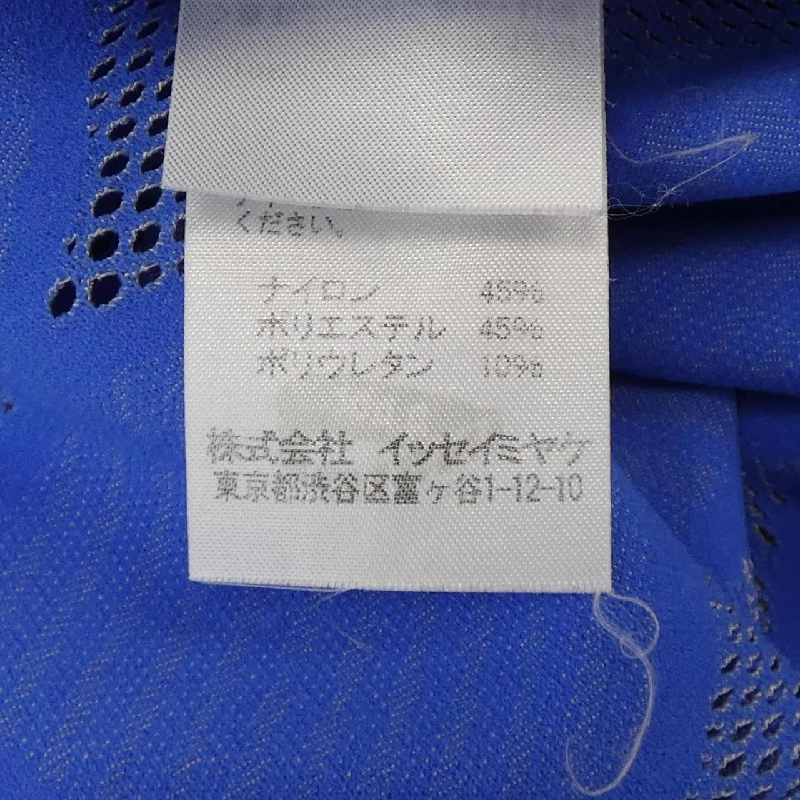 ください。
ナイロン 45%
ポリエステル 45%
ポリウレタン 10%
株式会社 イッセイミヤケ
東京都渋谷区富ヶ谷1-12-10